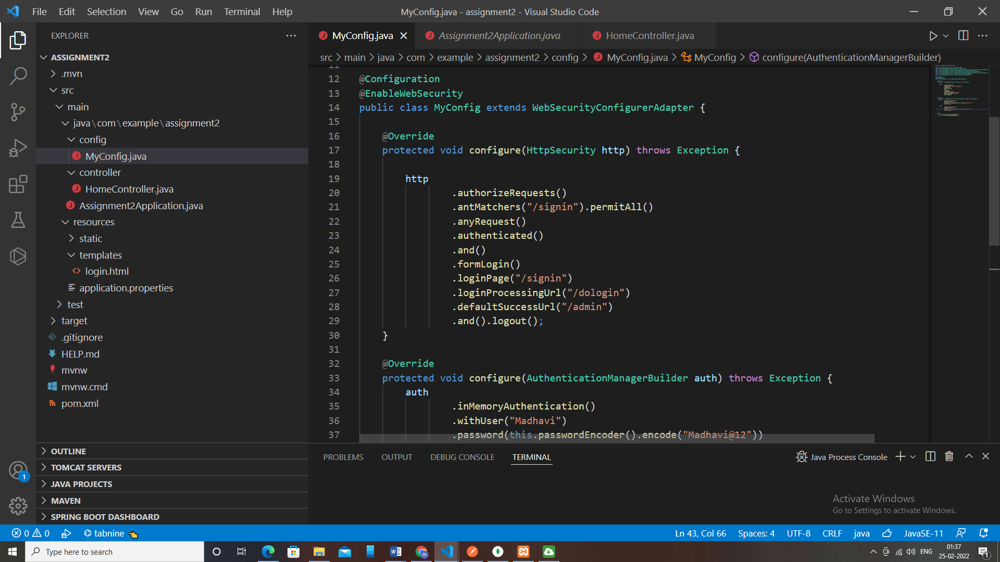 File Edit Selection View Go Run Terminal Help
MyConfig.java - assignment2 - Visual Studio Code
EXPLORER
ASSIGNMENT2
.mvn
src
main
java\com\example\assignment2
config
MyConfig.java
controller
HomeController.java
Assignment2Application.java
resources
static
templates
login.html
application.properties
test
target
.gitignore
HELP.md
mvnw
mvnw.cmd
pom.xml
OUTLINE
TOMCAT SERVERS
JAVA PROJECTS
MAVEN
SPRING BOOT DASHBOARD
MyConfig.java Assignment2Application.java HomeController.java
src > main > java > com > example > assignment2 > config > MyConfig.java > MyConfig > configure(AuthenticationManagerBuilder)
11
12 @Configuration
13 @EnableWebSecurity
14 public class MyConfig extends WebSecurityConfigurerAdapter {
15
16 @Override
17 protected void configure(HttpSecurity http) throws Exception {
18
19 http
20 .authorizeRequests()
21 .antMatchers("/signin").permitAll()
22 .anyRequest()
23 .authenticated()
24 .and()
25 .formLogin()
26 .loginPage("/signin")
27 .loginProcessingUrl("/dologin")
28 .defaultSuccessUrl("/admin")
29 .and().logout();
30 }
31
32 @Override
33 protected void configure(AuthenticationManagerBuilder auth) throws Exception {
34 auth
35 .inMemoryAuthentication()
36 .withUser("Madhavi")
37 .password(this.passwordEncoder().encode("Madhavi@12"))
PROBLEMS OUTPUT DEBUG CONSOLE TERMINAL
Java Process Console
Activate Windows
Go to Settings to activate Windows.
1
0 0 tabnine
Ln 43, Col 66 Spaces: 4 UTF-8 CRLF java JavaSE-11
Type here to search
ENG
01:37
25-02-2022
1